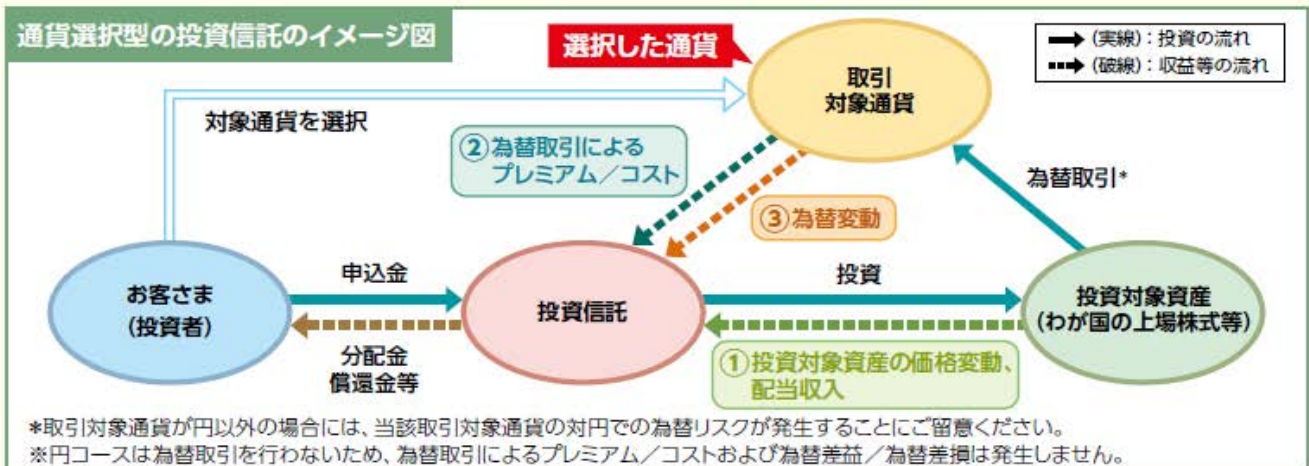 通貨選択型の投資信託のイメージ図
選択した通貨
(実線):投資の流れ
(破線):収益等の流れ
取引
対象通貨
対象通貨を選択
②為替取引による
プレミアム/コスト
為替取引*
③為替変動
お客さま
(投資者)
申込金
分配金
償還金等
投資信託
投資
①投資対象資産の価格変動、
配当収入
投資対象資産
(わが国の上場株式等)
*取引対象通貨が円以外の場合には、当該取引対象通貨の対円での為替リスクが発生することにご留意ください。
※円コースは為替取引を行わないため、為替取引によるプレミアム/コストおよび為替差益/為替差損は発生しません。